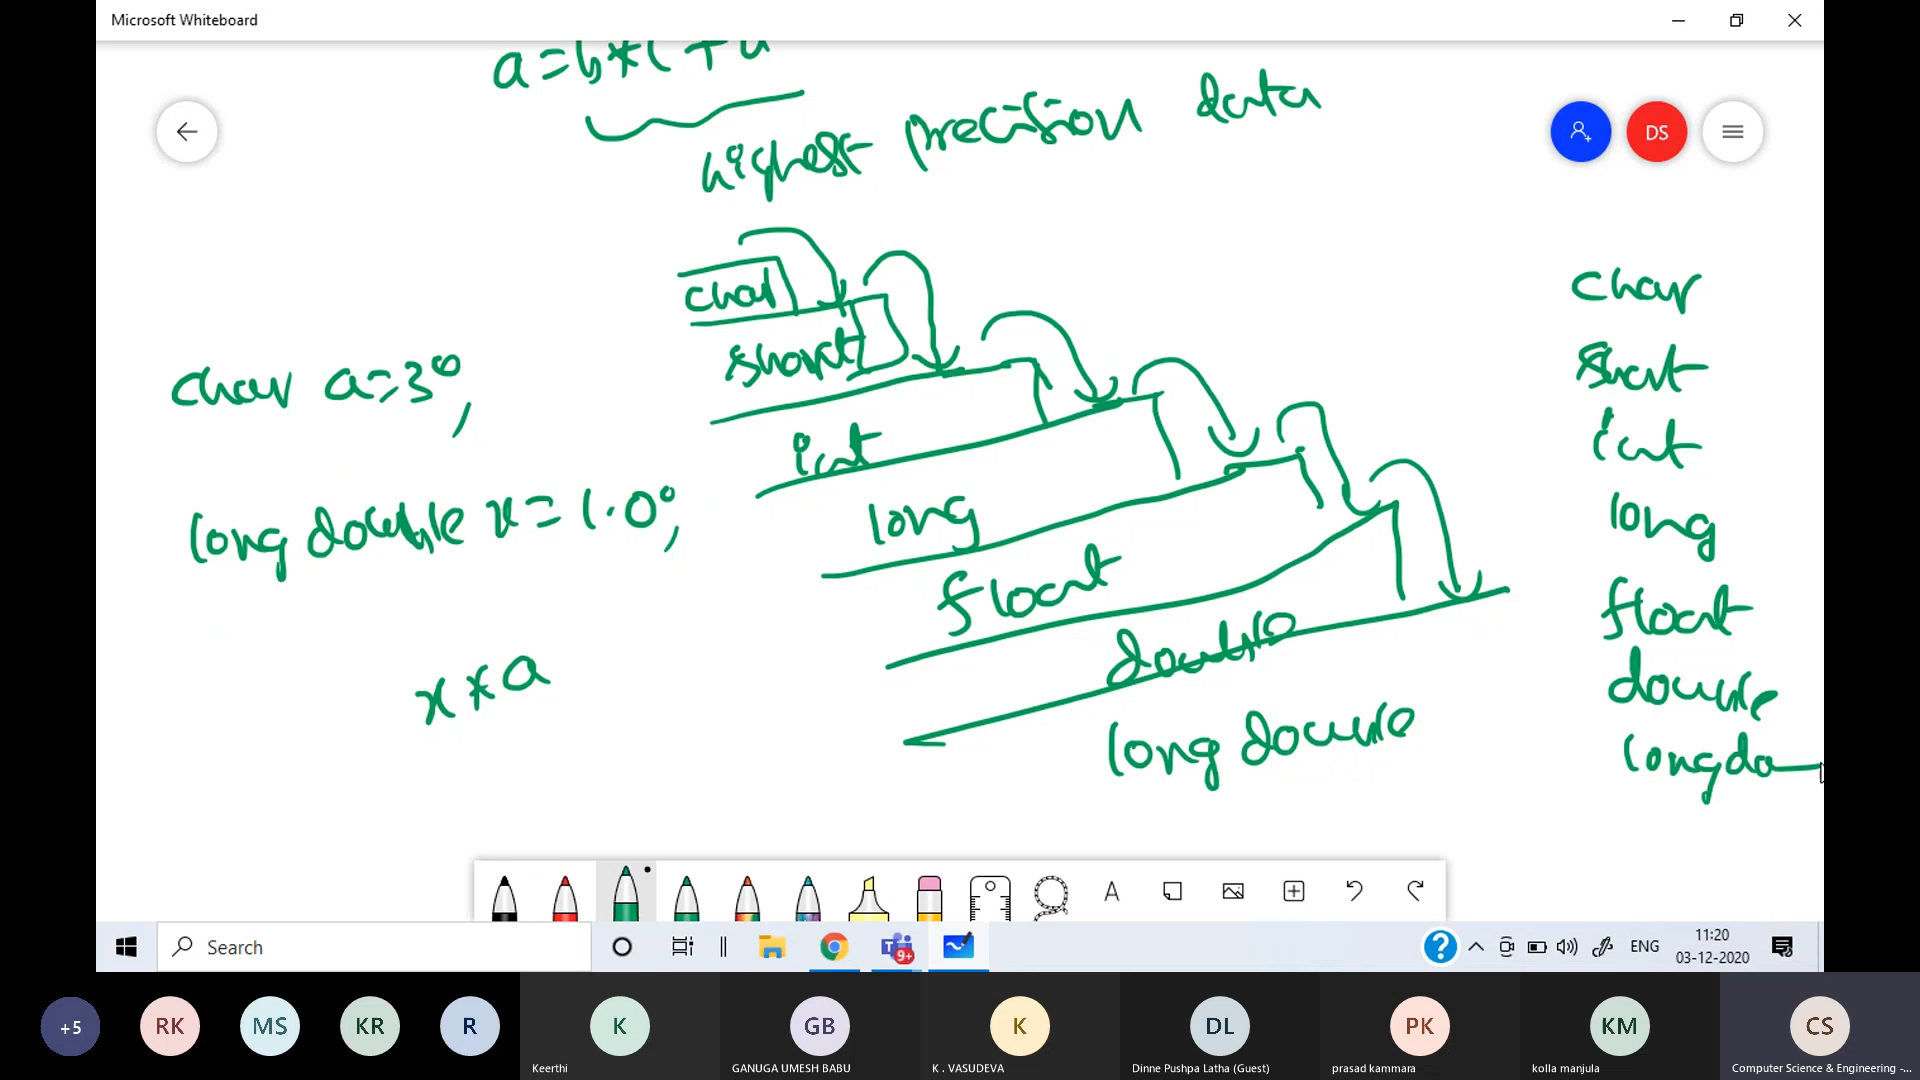 Microsoft Whiteboard
a=b*c+d
highest precision data
DS
char
short
int
long
float
double
long double
char a=3;
long double x=1.0;
x*a
char
short
int
long
float
double
longdo
A
Search
9+
ENG
11:20
03-12-2020
+5
RK
MS
KR
R
K
Keerthi
GB
GANUGA UMESH BABU
K
K . VASUDEVA
DL
Dinne Pushpa Latha (Guest)
PK
prasad kammara
KM
kolla manjula
CS
Computer Science & Engineering -...